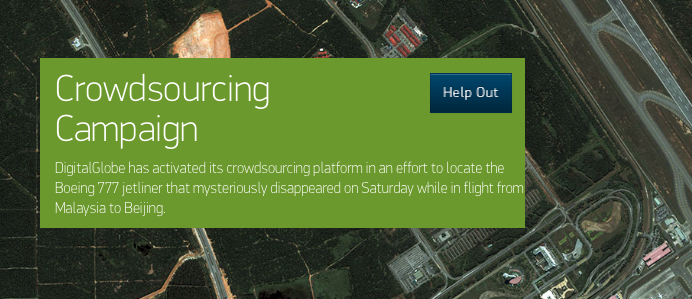 Crowdsourcing
Campaign
Help Out
DigitalGlobe has activated its crowdsourcing platform in an effort to locate the
Boeing 777 jetliner that mysteriously disappeared on Saturday while in flight from
Malaysia to Beijing.